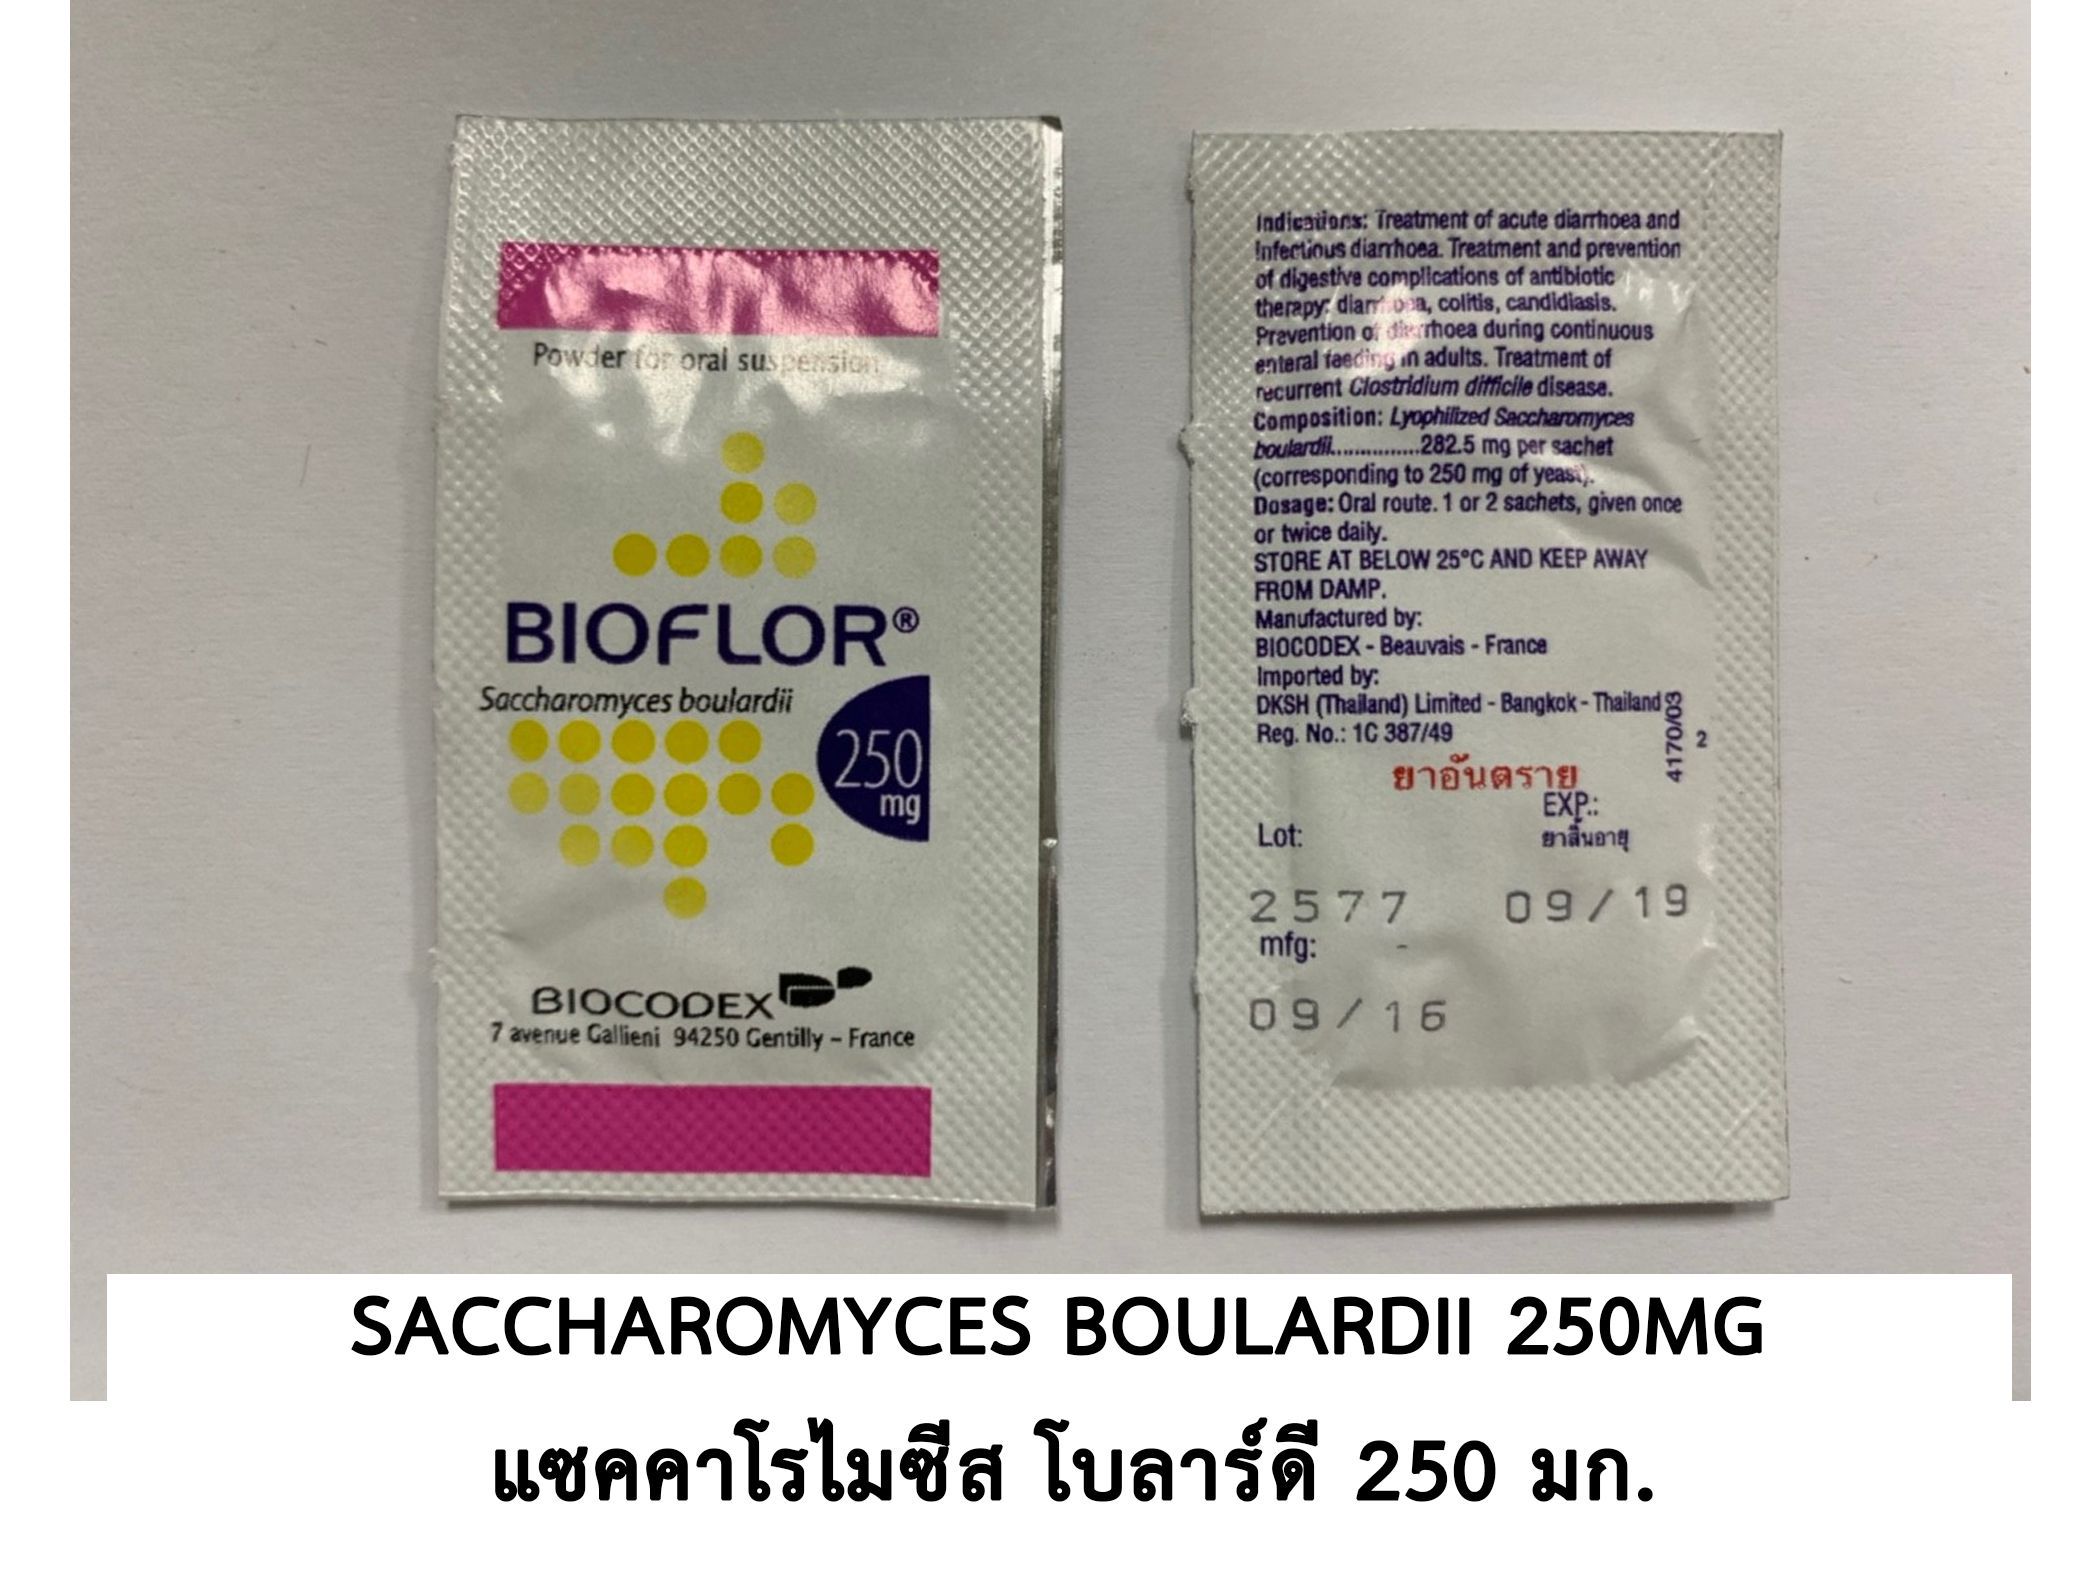 Powder for oral suspension
BIOFLOR®
Saccharomyces boulardii
250
mg
BIOCODEX
7 avenue Gallieni 94250 Gentilly – France
Indications: Treatment of acute diarrhoea and
infectious diarrhoea. Treatment and prevention
of digestive complications of antibiotic
therapy: diarrhoea, colitis, candidiasis.
Prevention of diarrhoea during continuous
enteral feeding in adults. Treatment of
recurrent Clostridium difficile disease.
Composition: Lyophilized Saccharomyces
boulardii...............282.5 mg per sachet
(corresponding to 250 mg of yeast).
Dosage: Oral route. 1 or 2 sachets, given once
or twice daily.
STORE AT BELOW 25°C AND KEEP AWAY
FROM DAMP.
Manufactured by:
BIOCODEX - Beauvais - France
Imported by:
DKSH (Thailand) Limited - Bangkok - Thailand
Reg. No.: 1C 387/49
4170/03
2
ยาอันตราย
EXP.:
Lot: ยาสิ้นอายุ
2577 09/19
mfg: -
09/16
SACCHAROMYCES BOULARDII 250MG
แซคคาโรไมซีส โบลาร์ดี 250 มก.